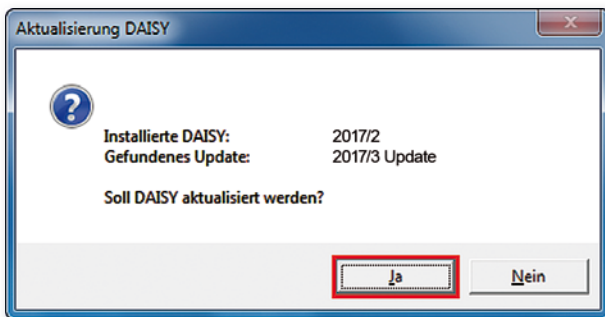 Aktualisierung DAISY
Installierte DAISY: 2017/2
Gefundenes Update: 2017/3 Update
Soll DAISY aktualisiert werden?
Ja Nein